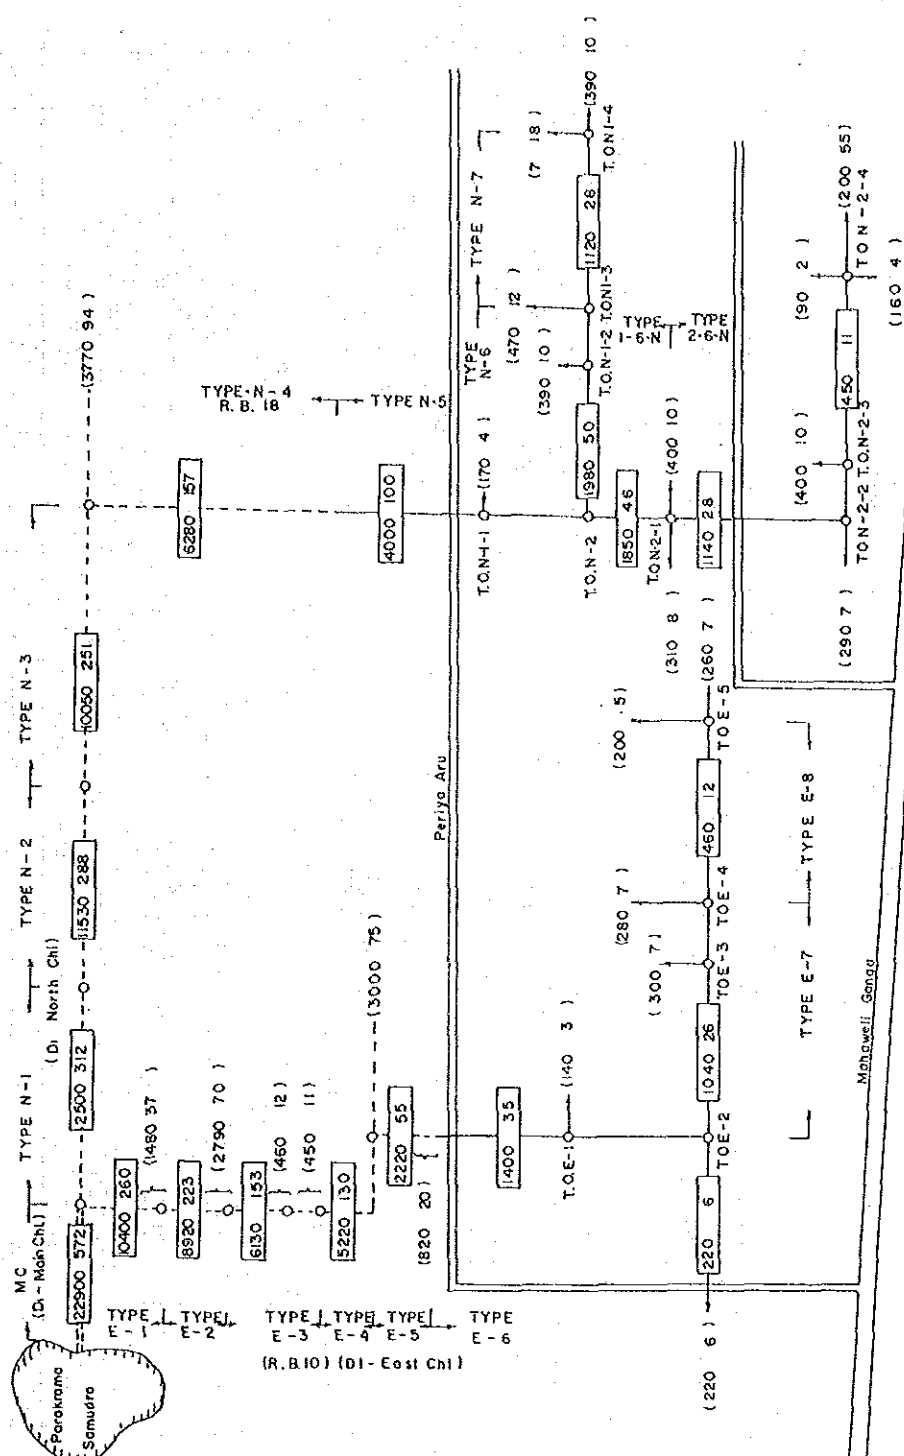 Parakrama
Samudra
MC
(D1-Main Chl)
22900 572
TYPE N-1
2500 312
(D1 North Chl)
TYPE N-2
11530 288
TYPE N-3
10050 251
(3770 94)
6280 157
TYPE-N-4
R.B. 18
TYPE N-5
4000 100
10400 260
(1480 37)
8920 223
(2790 70)
6130 153
(460 12)
(450 11)
5220 130
(3000 75)
2220 55
(820 20)
TYPE
E-1
TYPE
E-2
TYPE
E-3
TYPE
E-4
TYPE
E-5
TYPE
E-6
(R.B.10) (D1-East Chl)
Periya Aru
1400 35
T.O.E-1
(140 3)
TOE-2
220 6
(220 6)
1040 26
TOE-3
(300 7)
TOE-4
(280 7)
460 12
TOE-5
(200 5)
(260 7)
TYPE E-7
TYPE E-8
T.O.N-1-1
(170 4)
T.O.N-2
1980 50
T.O.N-1-2
(390 10)
T.ON1-3
(470 12)
TYPE
N-6
TYPE N-7
1120 28
T.ON1-4
(7 18)
(390 10)
1850 46
T.O.N-2-1
(400 10)
(310 8)
TYPE
1-6-N
TYPE
2-6-N
1140 28
TON-2-2
(290 7)
T.O.N-2-3
(400 10)
450 11
TON-2-4
(90 2)
(200 55)
(160 4)
Mahaweli Ganga